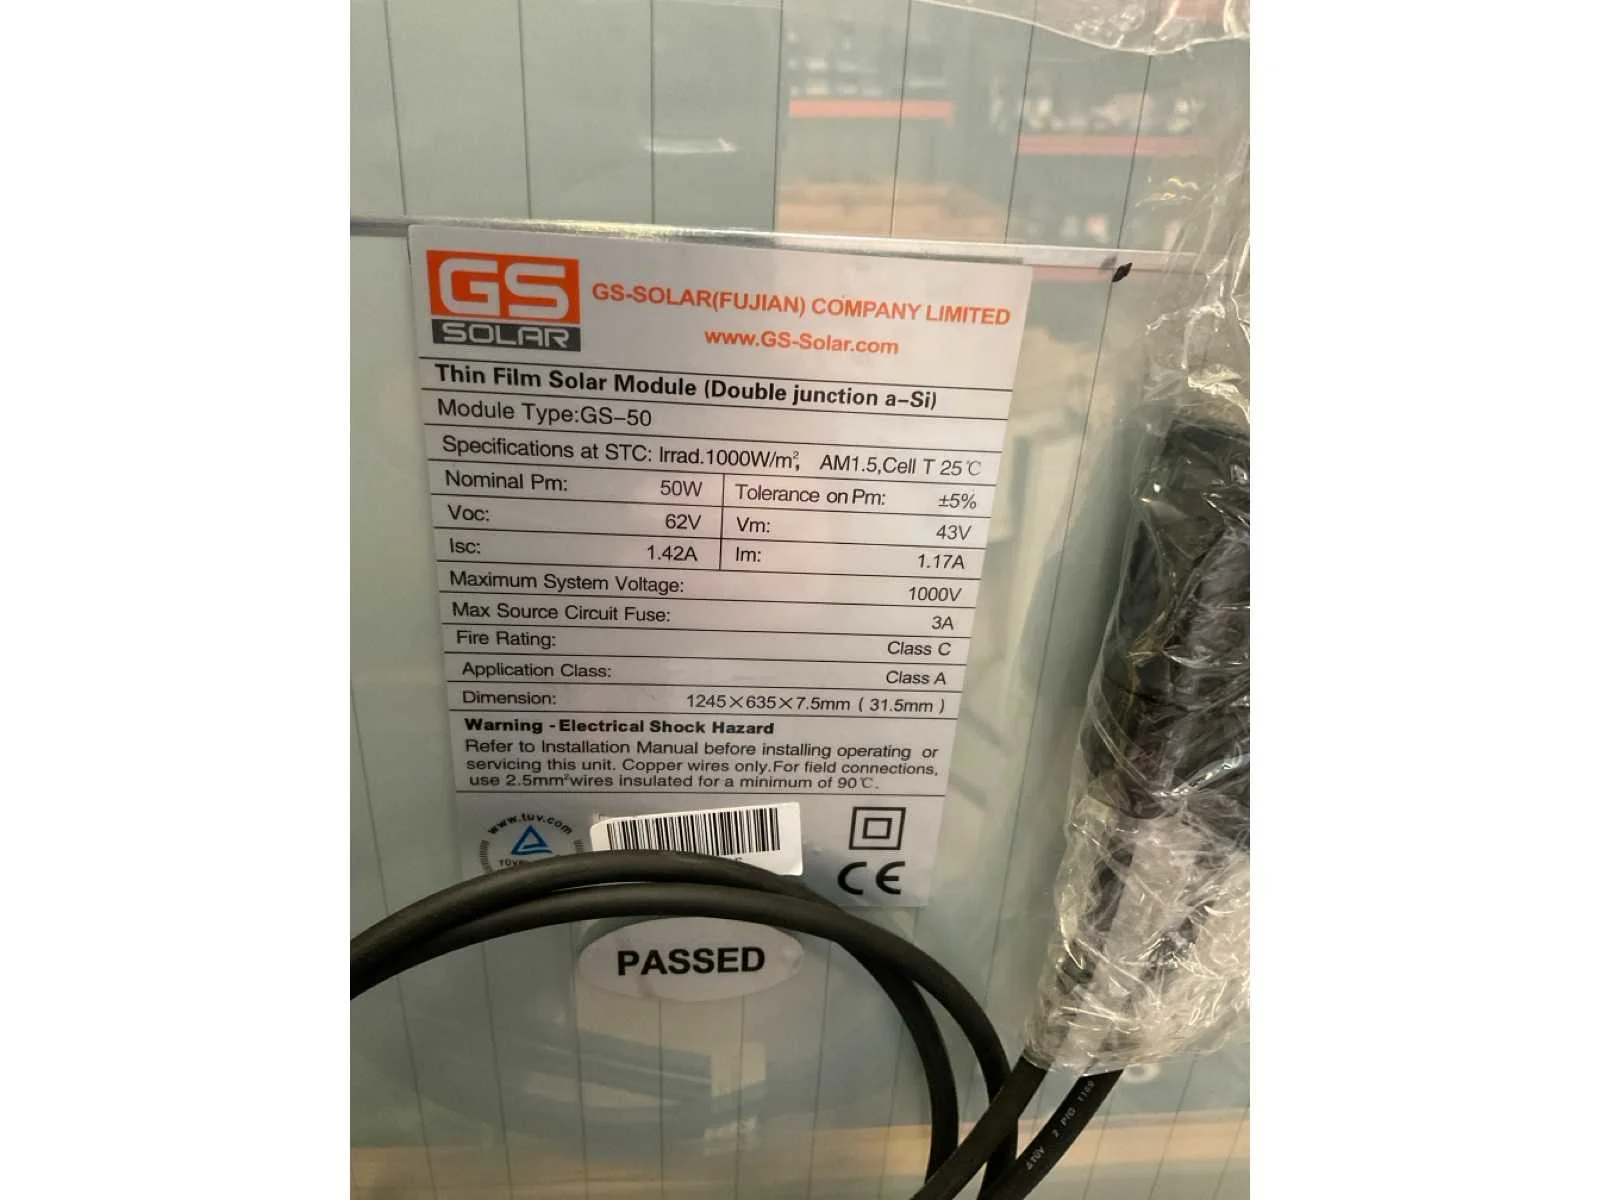 GS
SOLAR
GS-SOLAR(FUJIAN) COMPANY LIMITED
www.GS-Solar.com
Thin Film Solar Module (Double junction a-Si)
Module Type:GS-50
Specifications at STC: Irrad.1000W/m², AM1.5,Cell T 25℃
Nominal Pm: 50W Tolerance on Pm: ±5%
Voc: 62V Vm: 43V
Isc: 1.42A Im: 1.17A
Maximum System Voltage: 1000V
Max Source Circuit Fuse: 3A
Fire Rating: Class C
Application Class: Class A
Dimension: 1245×635×7.5mm ( 31.5mm )
Warning - Electrical Shock Hazard
Refer to Installation Manual before installing operating or
servicing this unit. Copper wires only.For field connections,
use 2.5mm²wires insulated for a minimum of 90℃.
www.tuv.com
CE
PASSED
TÜV 2 PfG 1169